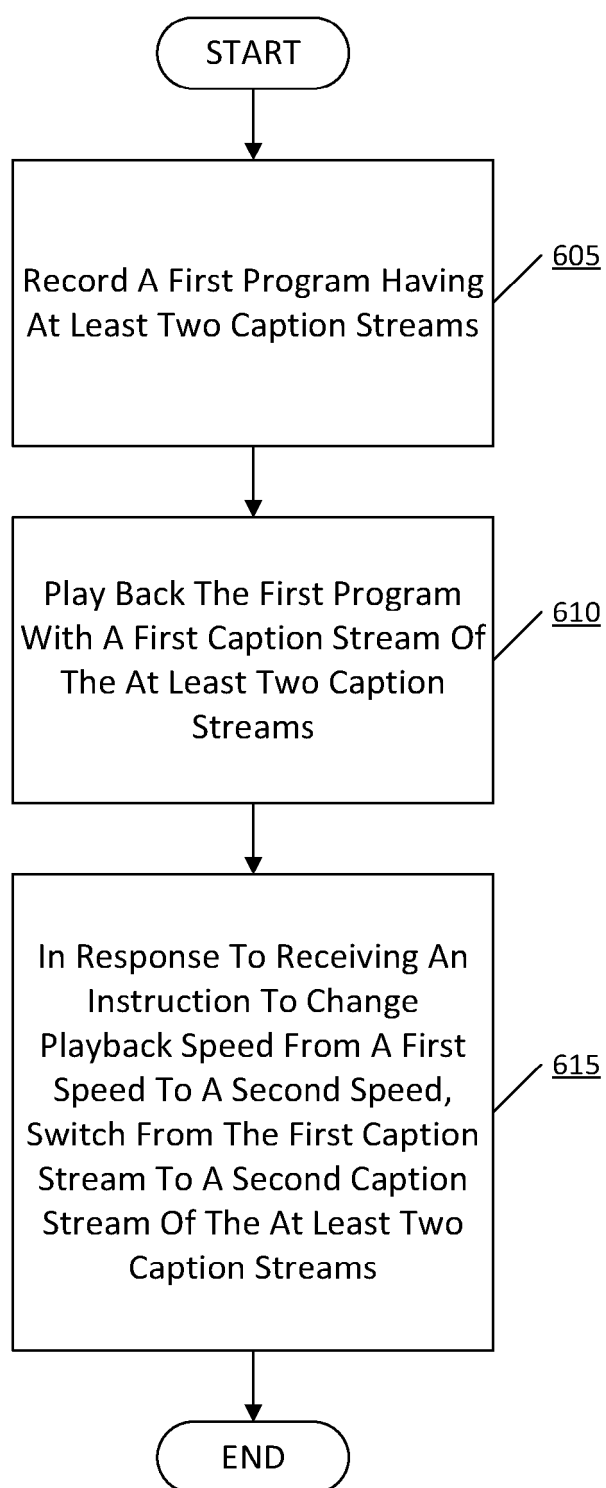 START
Record A First Program Having
At Least Two Caption Streams
605
Play Back The First Program
With A First Caption Stream Of
The At Least Two Caption
Streams
610
In Response To Receiving An
Instruction To Change
Playback Speed From A First
Speed To A Second Speed,
Switch From The First Caption
Stream To A Second Caption
Stream Of The At Least Two
Caption Streams
615
END